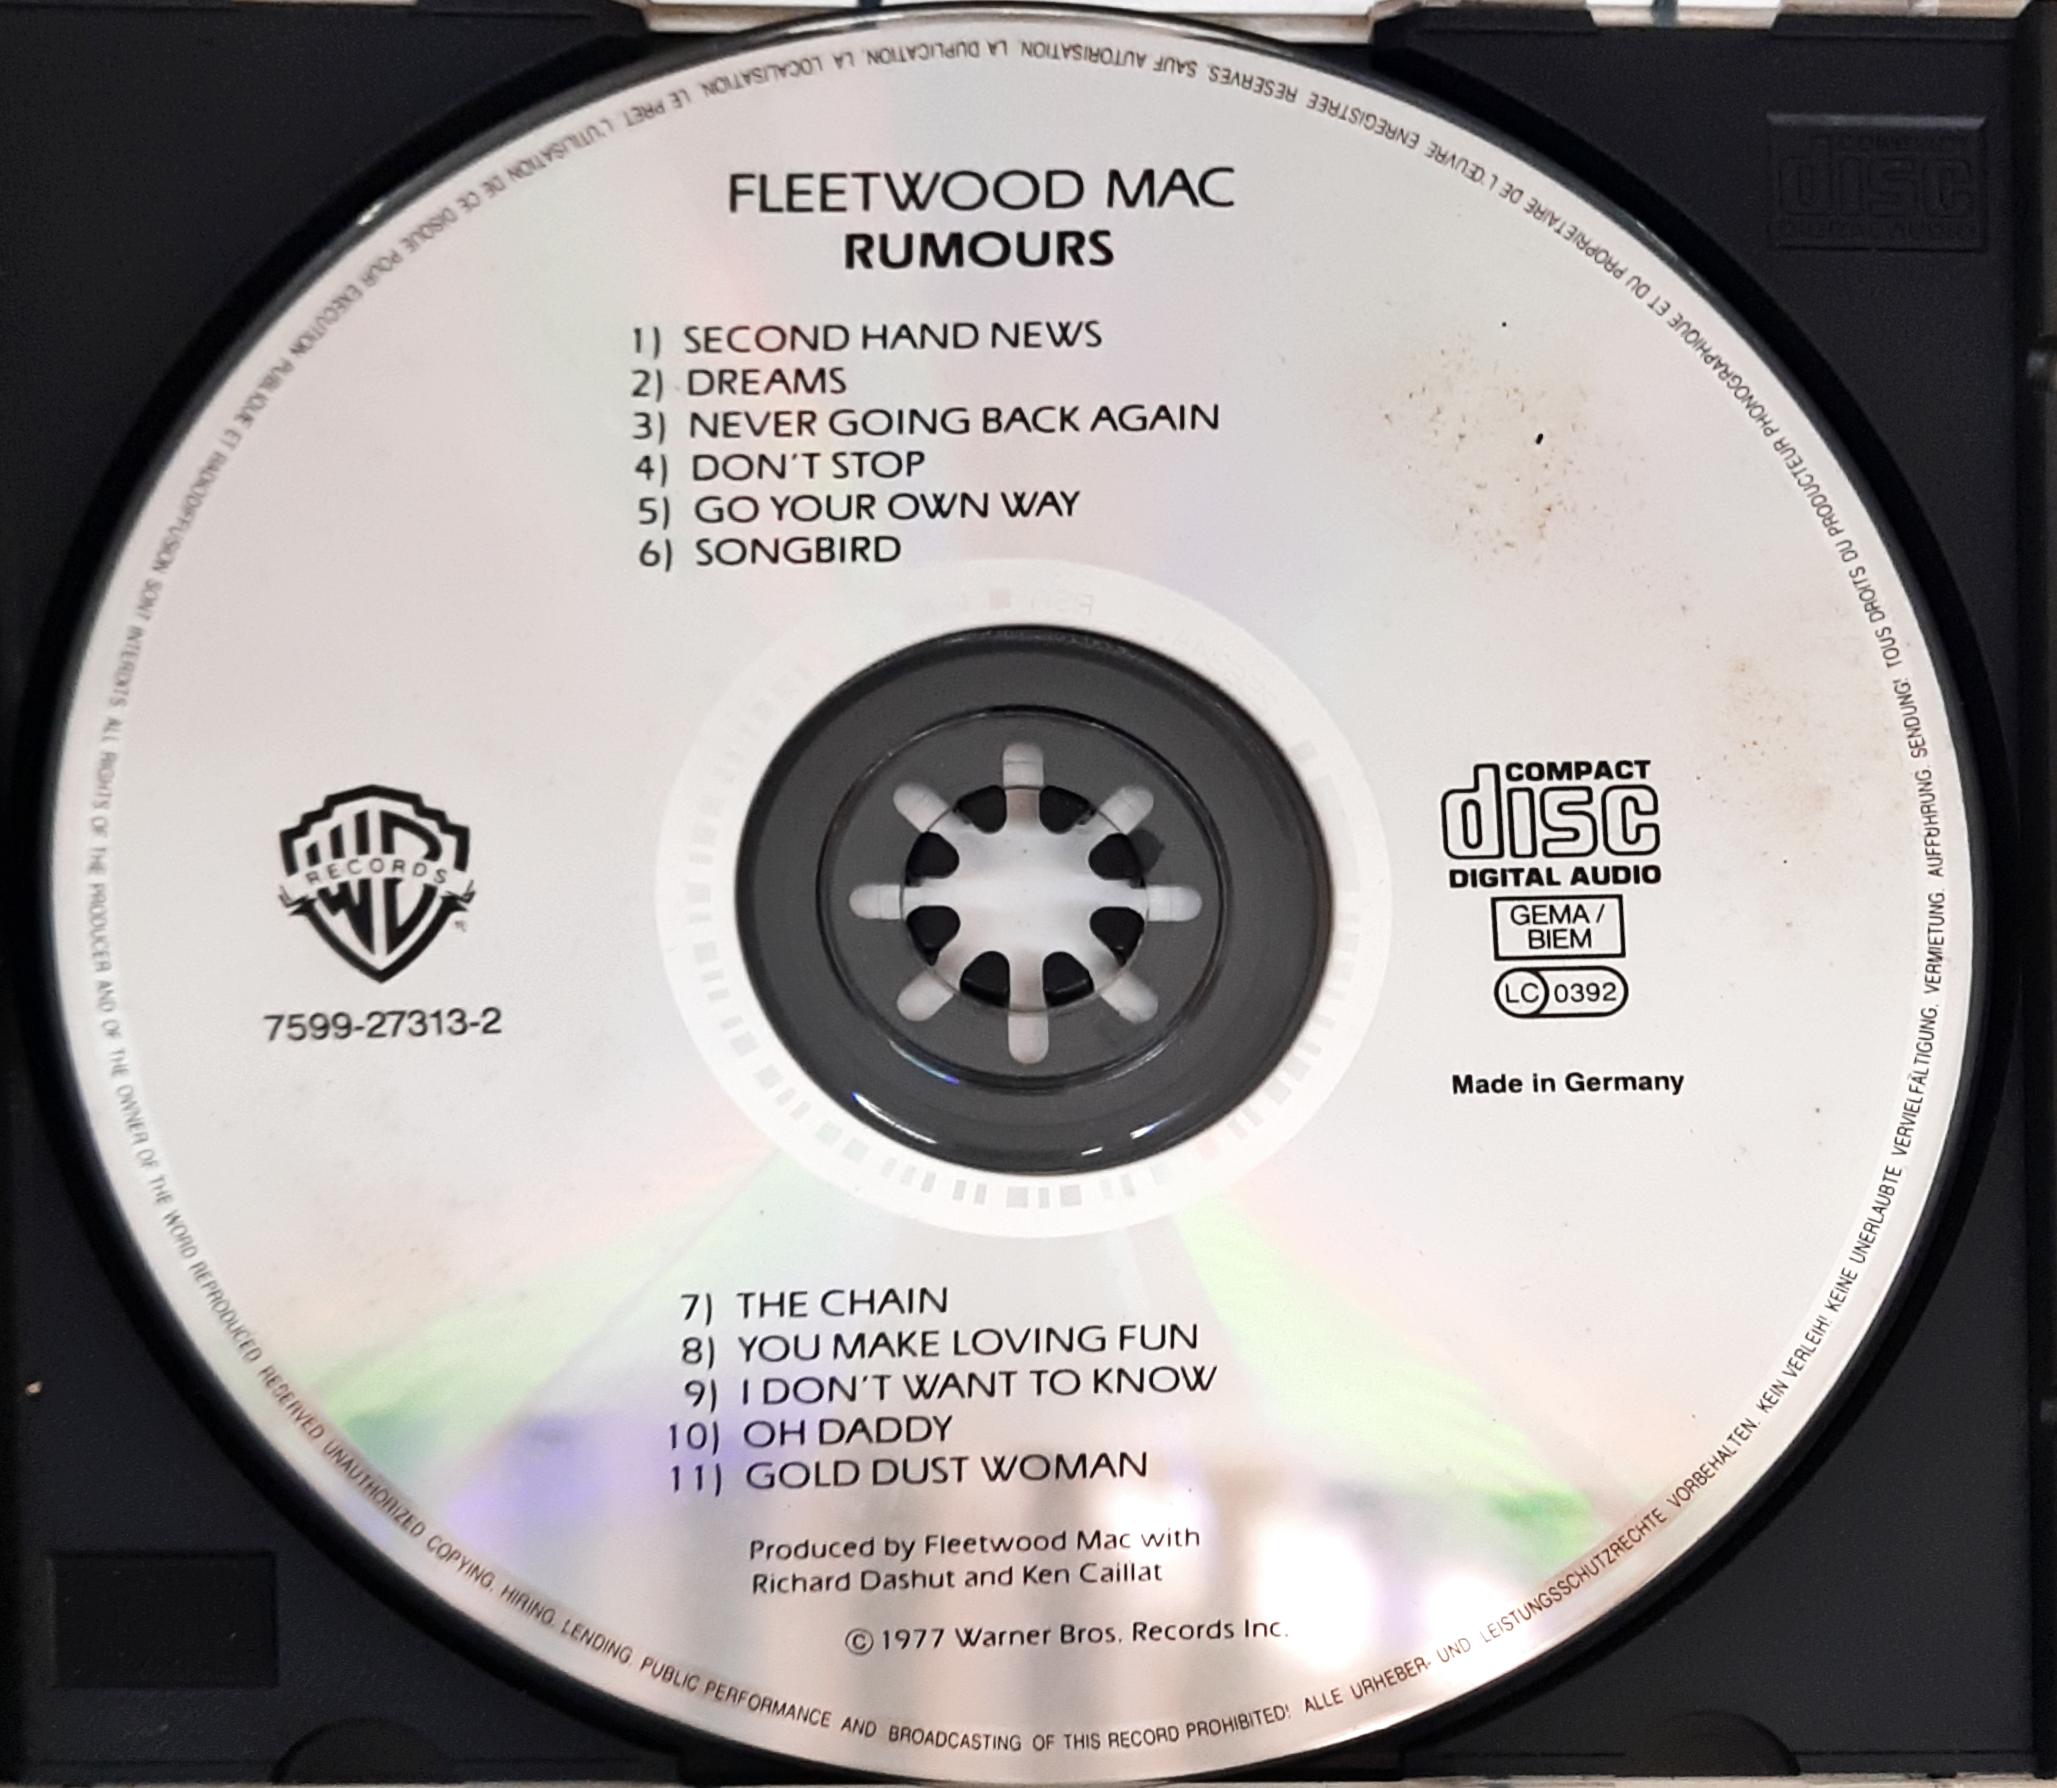 FLEETWOOD MAC
RUMOURS
1) SECOND HAND NEWS
2) DREAMS
3) NEVER GOING BACK AGAIN
4) DON'T STOP
5) GO YOUR OWN WAY
6) SONGBIRD
RECORDS
7599-27313-2
COMPACT
disc
DIGITAL AUDIO
GEMA /
BIEM
LC 0392
Made in Germany
7) THE CHAIN
8) YOU MAKE LOVING FUN
9) I DON'T WANT TO KNOW
10) OH DADDY
11) GOLD DUST WOMAN
Produced by Fleetwood Mac with
Richard Dashut and Ken Caillat
© 1977 Warner Bros. Records Inc.
ALL RIGHTS OF THE PRODUCER AND OF THE OWNER OF THE WORD REPRODUCED RESERVED UNAUTHORIZED COPYING, HIRING, LENDING, PUBLIC PERFORMANCE AND BROADCASTING OF THIS RECORD PROHIBITED! ALLE URHEBER- UND LEISTUNGSSCHUTZRECHTE VORBEHALTEN. KEIN VERLEIH! KEINE UNERLAUBTE VERVIELFÄLTIGUNG, VERMIETUNG, AUFFÜHRUNG, SENDUNG! TOUS DROITS DU PRODUCTEUR PHONOGRAPHIQUE ET DU PROPRIETAIRE DE L'ŒUVRE ENREGISTREE RESERVES. SAUF AUTORISATION, LA DUPLICATION, LA LOCALISATION, LE PRET, L'UTILISATION DE CE DISQUE POUR EXECUTION PUBLIQUE ET RADIODIFFUSION SONT INTERDITS
disc
DIGITAL AUDIO